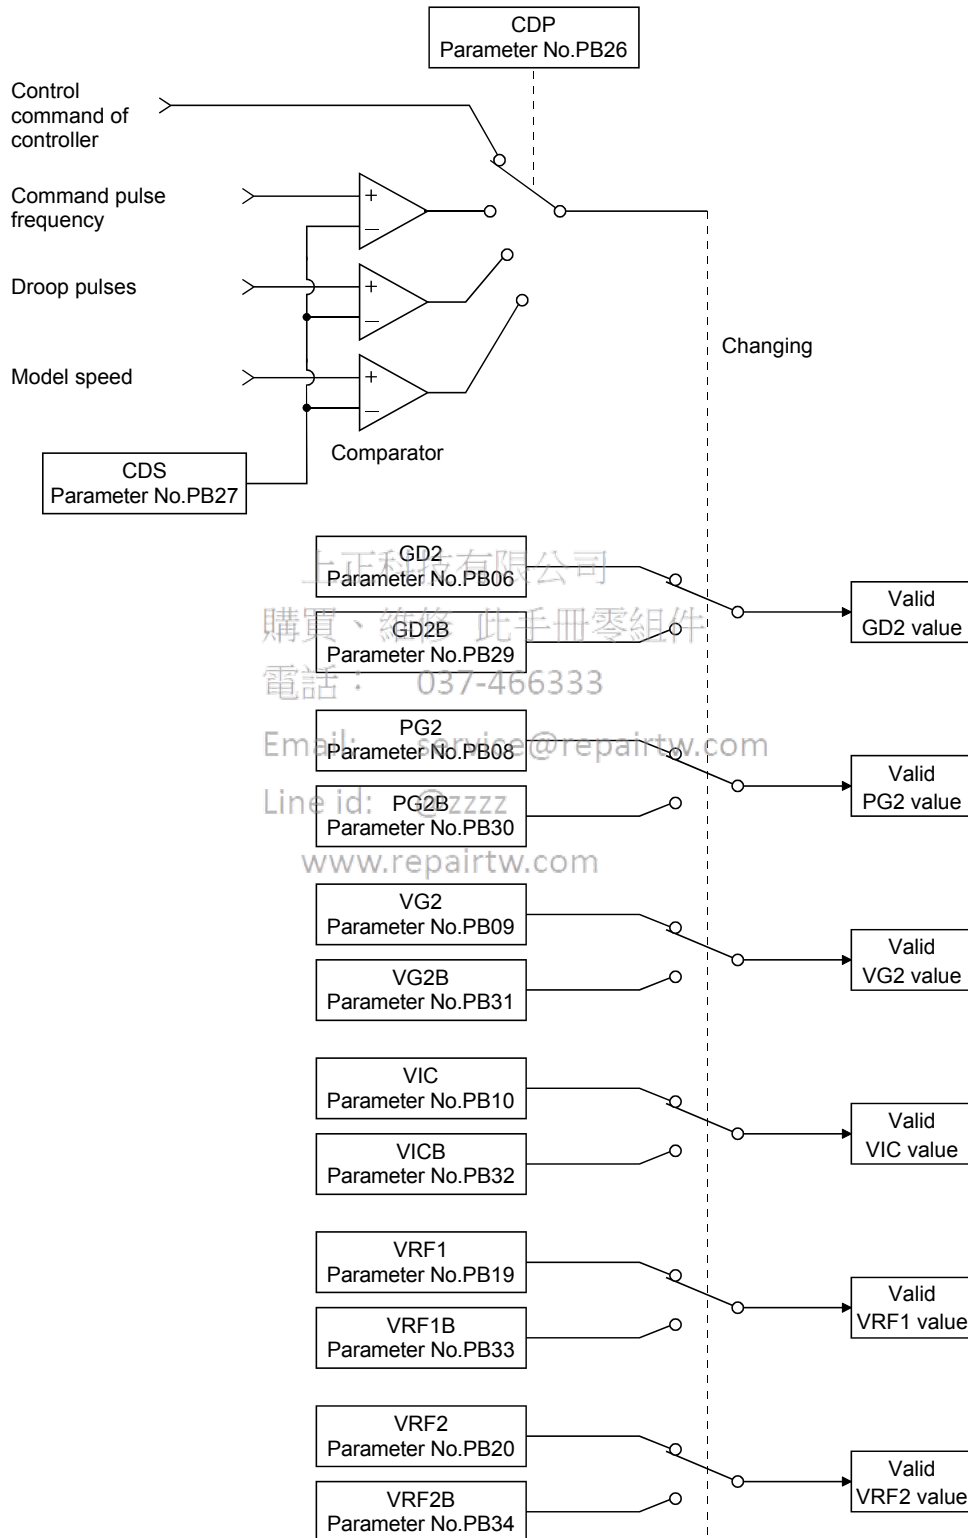 CDP
Parameter No.PB26
Control
command of
controller
Command pulse
frequency
+
−
Droop pulses
+
−
Changing
Model speed
+
−
Comparator
CDS
Parameter No.PB27
GD2
Parameter No.PB06
上正科技有限公司
Valid
GD2 value
GD2B
Parameter No.PB29
購買、維修 此手冊零組件
電話： 037-466333
PG2
Parameter No.PB08
Email: service@repairtw.com
Valid
PG2 value
PG2B
Parameter No.PB30
Line id: @zzzz
www.repairtw.com
VG2
Parameter No.PB09
Valid
VG2 value
VG2B
Parameter No.PB31
VIC
Parameter No.PB10
Valid
VIC value
VICB
Parameter No.PB32
VRF1
Parameter No.PB19
Valid
VRF1 value
VRF1B
Parameter No.PB33
VRF2
Parameter No.PB20
Valid
VRF2 value
VRF2B
Parameter No.PB34